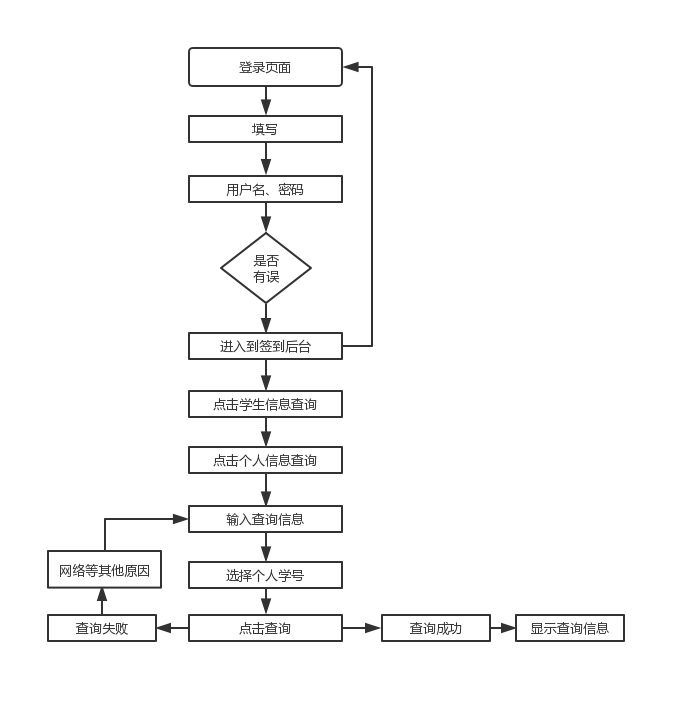 登录页面
填写
用户名、密码
是否
有误
进入到签到后台
点击学生信息查询
点击个人信息查询
输入查询信息
选择个人学号
网络等其他原因
查询失败
点击查询
查询成功
显示查询信息